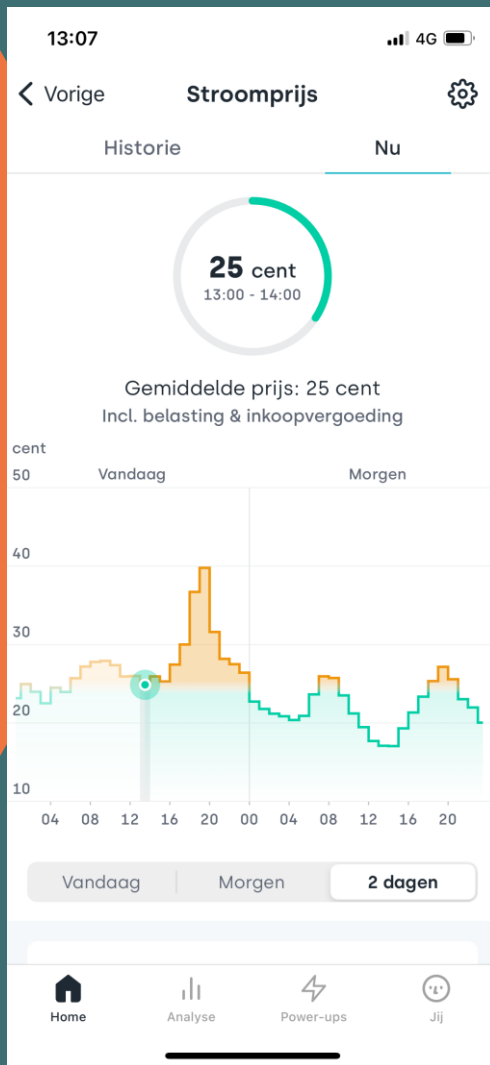 13:07
4G
Vorige
Stroomprijs
Historie
Nu
25 cent
13:00 - 14:00
Gemiddelde prijs: 25 cent
Incl. belasting & inkoopvergoeding
cent
50
Vandaag
Morgen
40
30
20
10
04 08 12 16 20 00 04 08 12 16 20
Vandaag
Morgen
2 dagen
Home
Analyse
Power-ups
Jij